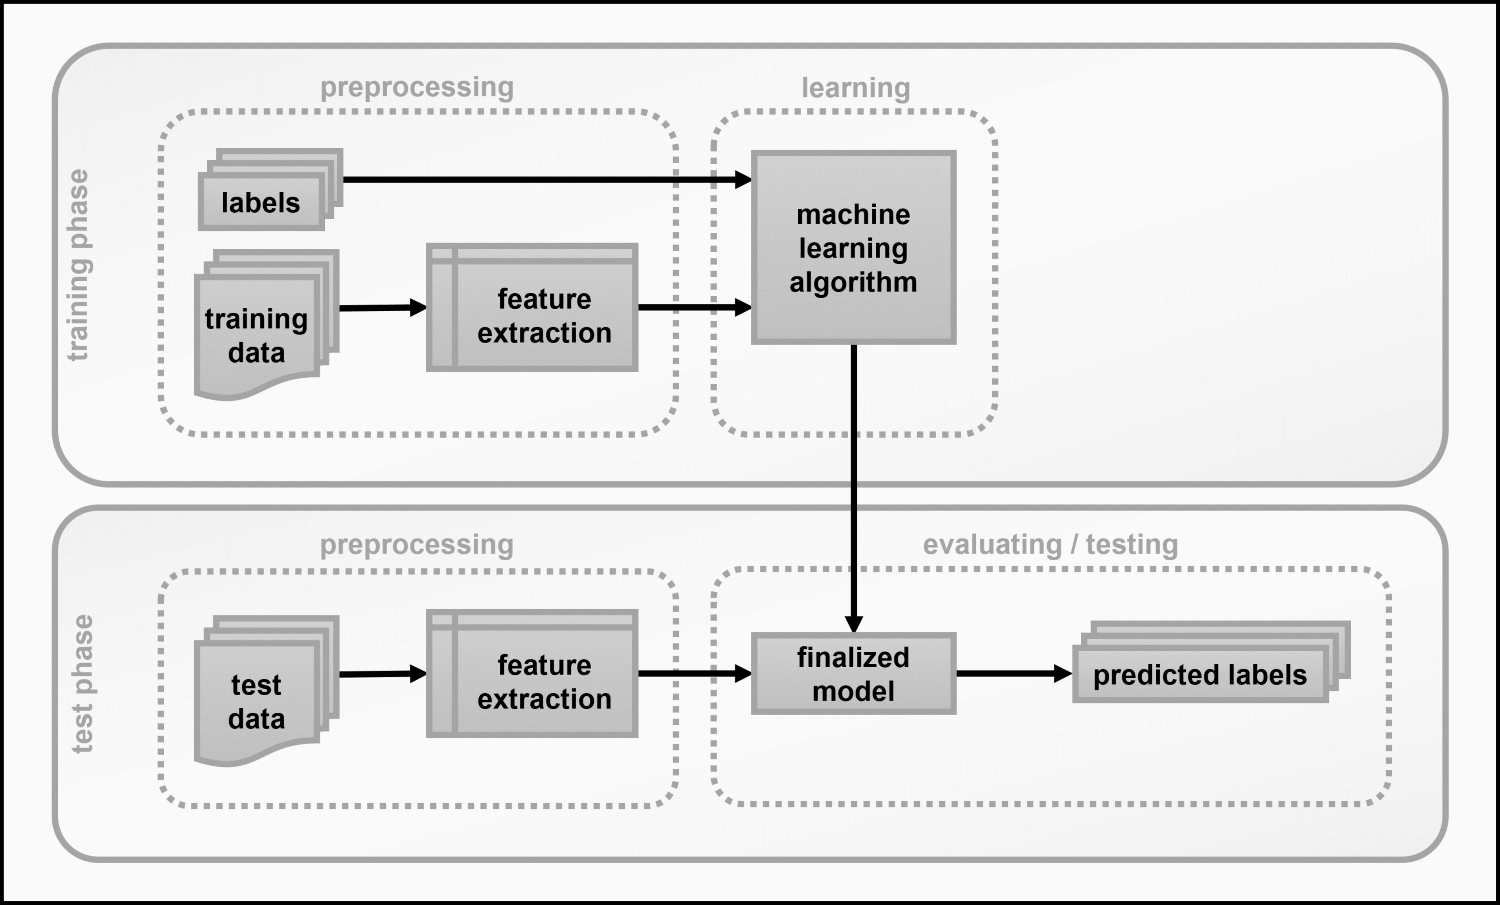 training phase
preprocessing
learning
labels
training
data
feature
extraction
machine
learning
algorithm
test phase
preprocessing
evaluating / testing
test
data
feature
extraction
finalized
model
predicted labels